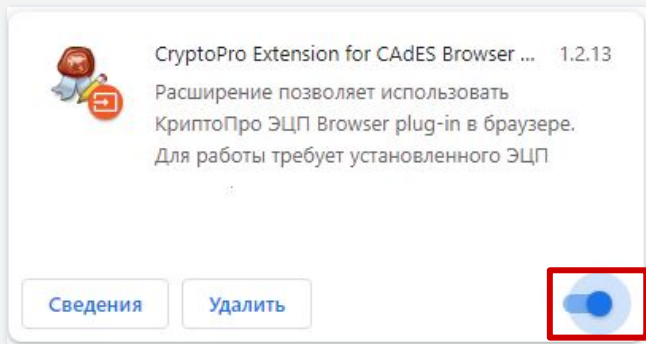 CryptoPro Extension for CAdES Browser ... 1.2.13
Расширение позволяет использовать
КриптоПро ЭЦП Browser plug-in в браузере.
Для работы требует установленного ЭЦП
Сведения Удалить